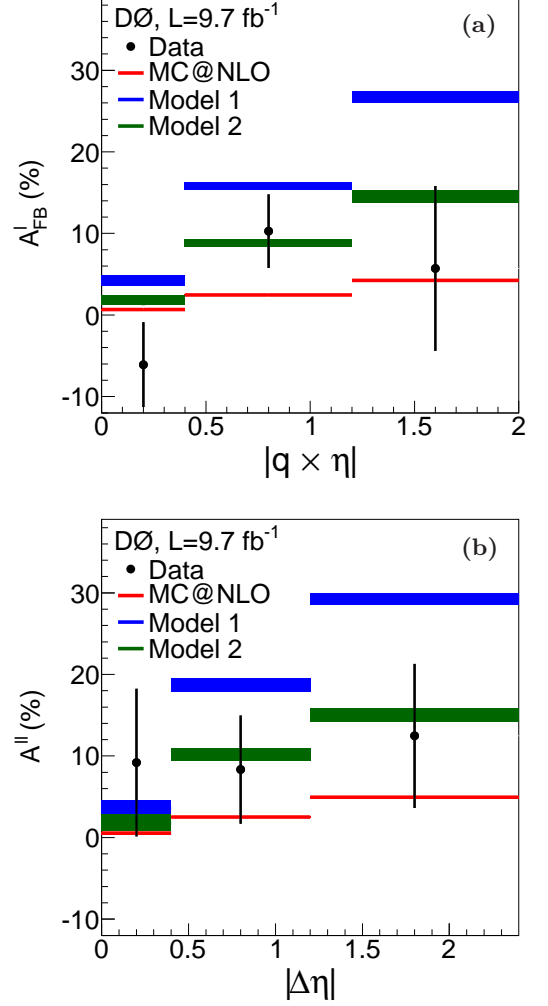 DØ, L=9.7 fb⁻¹ (a)
Data
30 MC@NLO
Model 1
Model 2
20
10
0
-10
A^l_FB (%)
0 0.5 1 1.5 2
|q × η|
DØ, L=9.7 fb⁻¹ (b)
Data
30 MC@NLO
Model 1
Model 2
20
10
0
-10
A^ll (%)
0 0.5 1 1.5 2
|Δη|